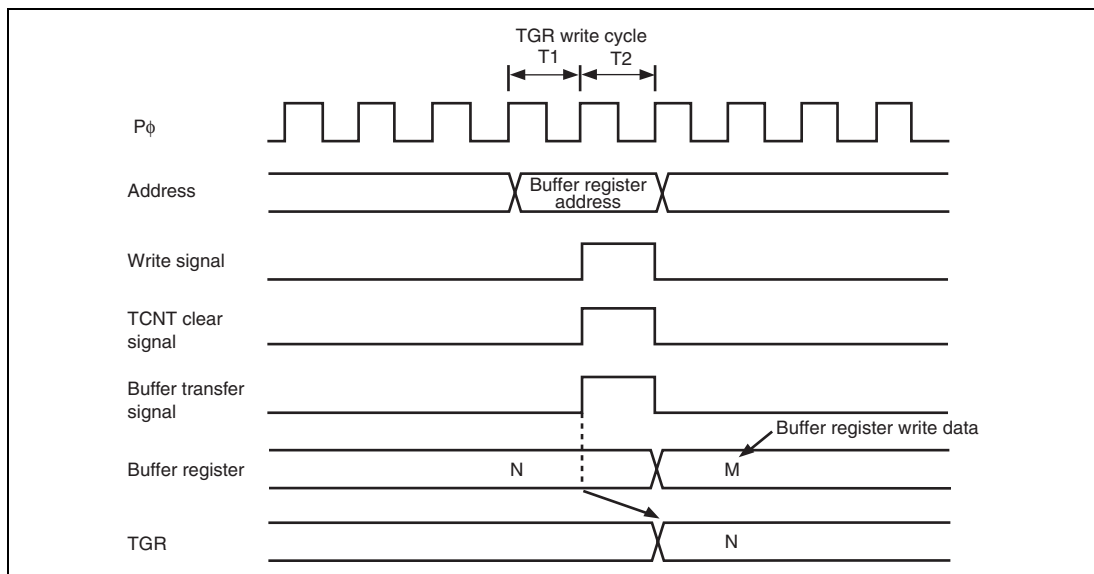 TGR write cycle
T1 T2
Pϕ
Address
Buffer register
address
Write signal
TCNT clear
signal
Buffer transfer
signal
Buffer register write data
Buffer register
N M
TGR
N